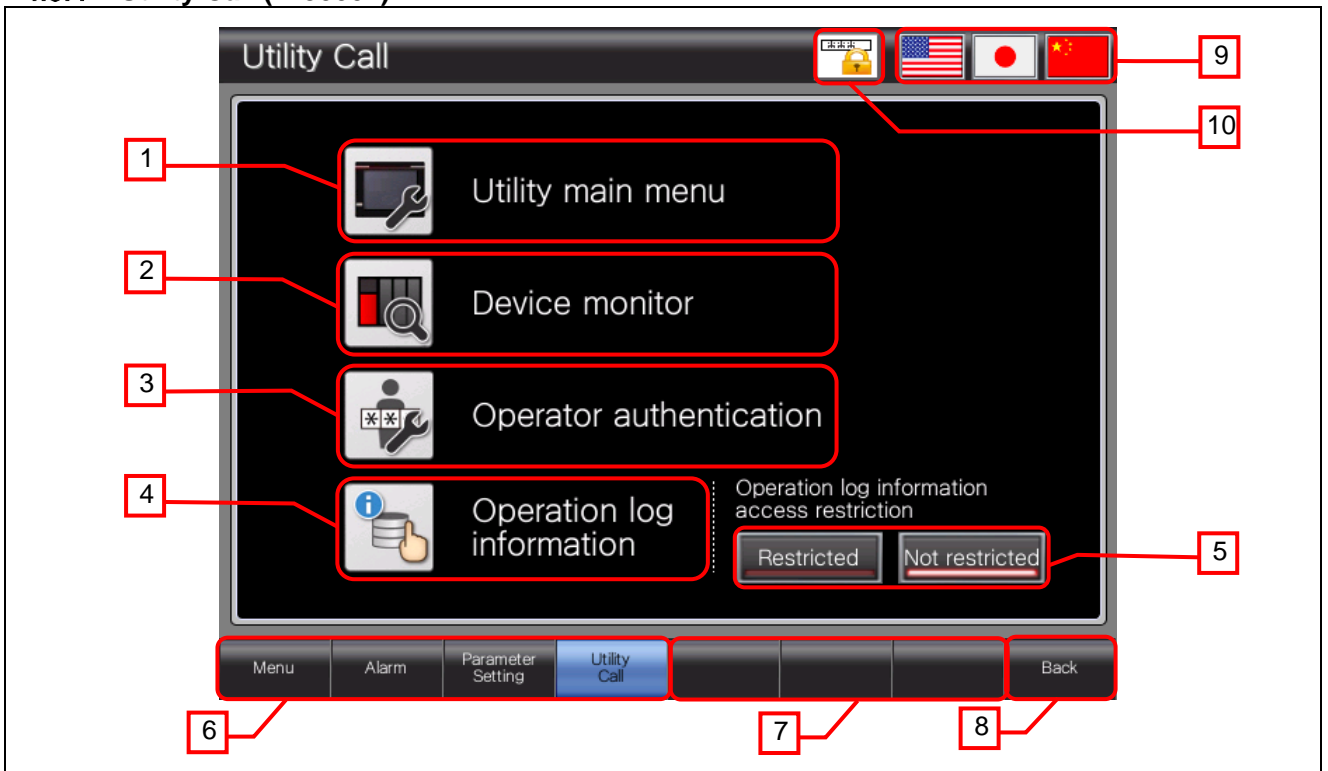 Utility Call
***
9
10
1
Utility main menu
2
Device monitor
3
**
Operator authentication
4
i
Operation log
information
Operation log information
access restriction
Restricted
Not restricted
5
Menu
Alarm
Parameter
Setting
Utility
Call
Back
6
7
8